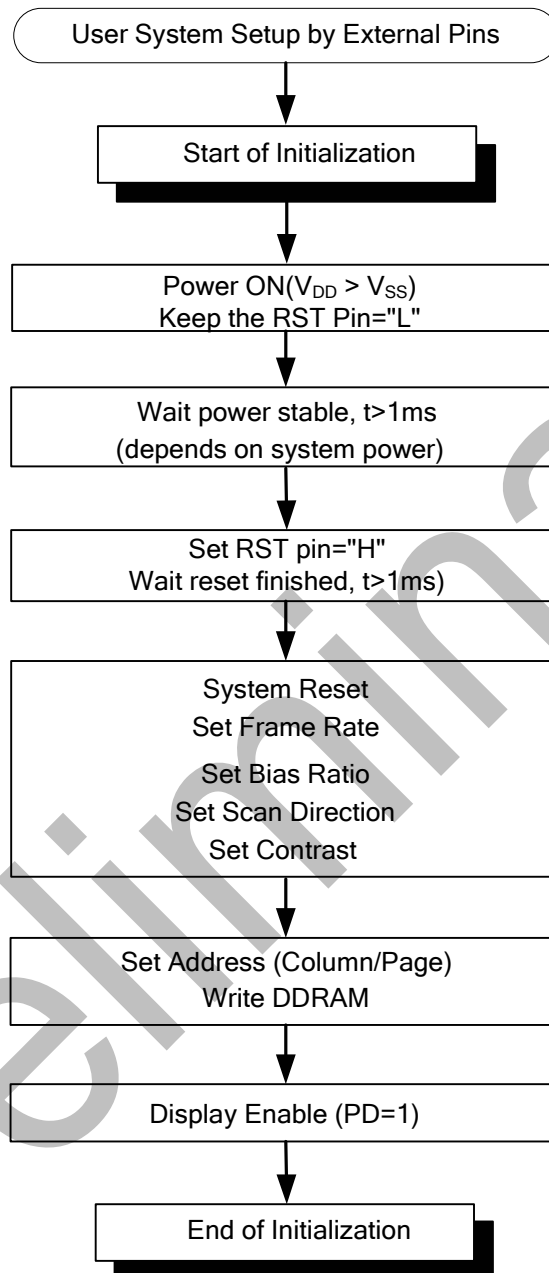 User System Setup by External Pins
Start of Initialization
Power ON(VDD > VSS)
Keep the RST Pin="L"
Wait power stable, t>1ms
(depends on system power)
Set RST pin="H"
Wait reset finished, t>1ms)
System Reset
Set Frame Rate
Set Bias Ratio
Set Scan Direction
Set Contrast
Set Address (Column/Page)
Write DDRAM
Display Enable (PD=1)
End of Initialization